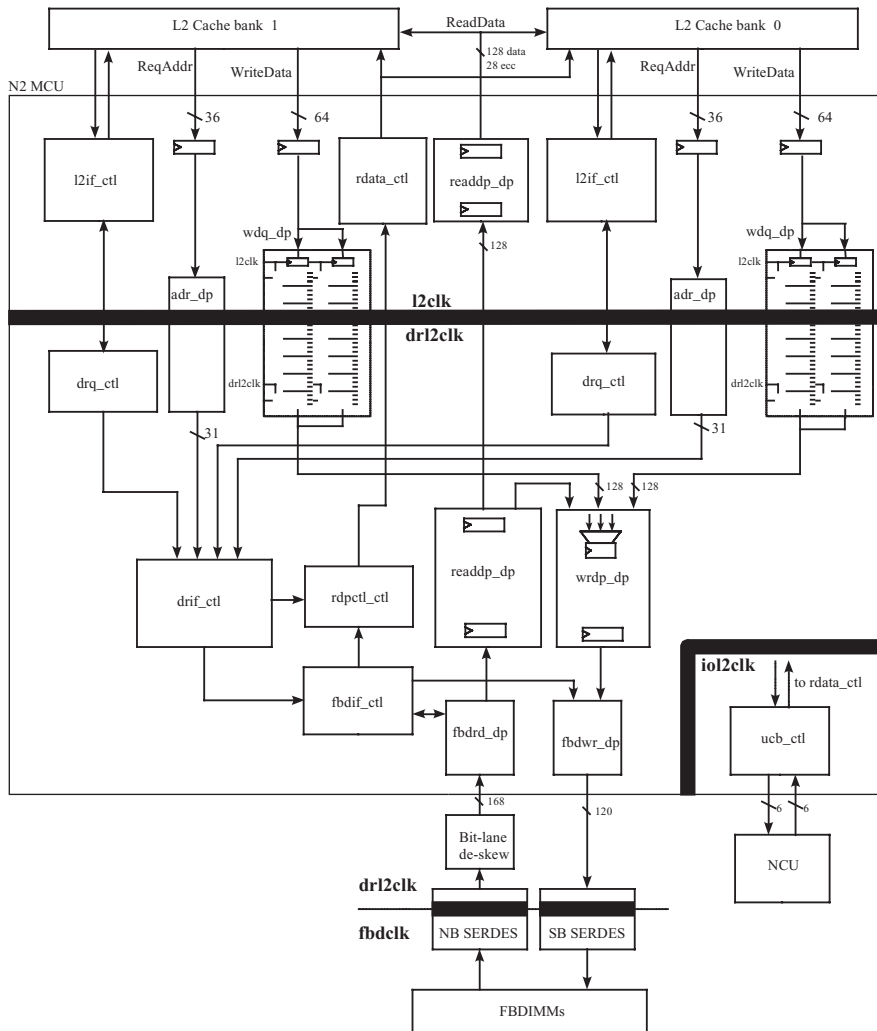 L2 Cache bank 1
ReadData
L2 Cache bank 0
128 data
28 ecc
ReqAddr
WriteData
ReqAddr
WriteData
N2 MCU
36
64
36
64
l2if_ctl
rdata_ctl
readdp_dp
l2if_ctl
wdq_dp
128
wdq_dp
l2clk
l2clk
adr_dp
adr_dp
l2clk
drl2clk
drq_ctl
drl2clk
drq_ctl
drl2clk
31
31
128
128
drif_ctl
rdpctl_ctl
readdp_dp
wrdp_dp
fbdif_ctl
fbdrd_dp
fbdwr_dp
iol2clk
to rdata_ctl
ucb_ctl
168
120
6
6
Bit-lane
de-skew
NCU
drl2clk
fbdclk
NB SERDES
SB SERDES
FBDIMMs